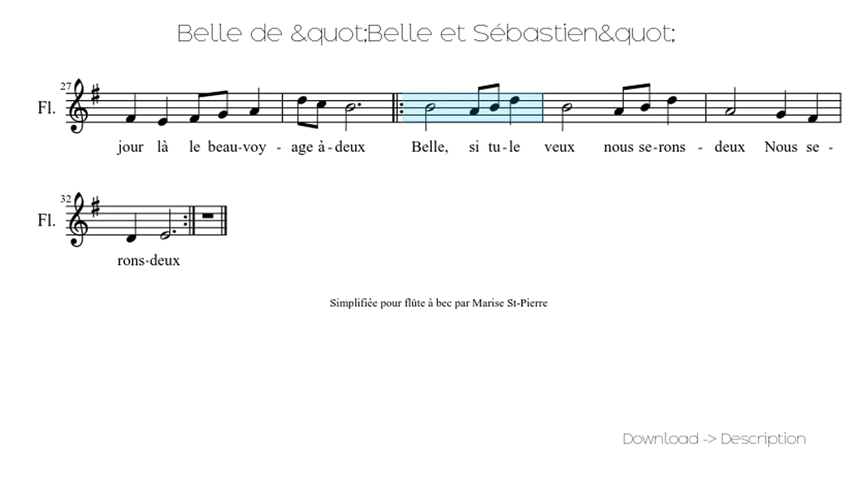 Belle de &quot;Belle et Sébastien&quot;
27
Fl.
jour là le beau-voy - age à-deux Belle, si tu-le veux nous se-rons - deux Nous se -
32
Fl.
rons-deux
Simplifiée pour flûte à bec par Marise St-Pierre
Download -> Description